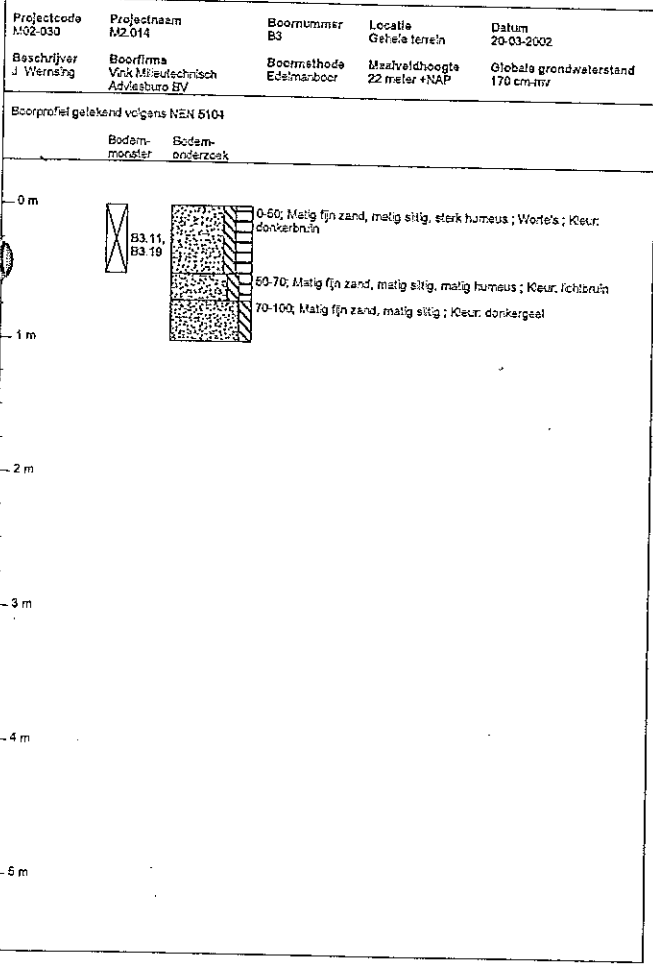 Projectcode Projectnaam Boornummer Locatie Datum
M02-030 M2.014 B3 Gehele terrein 20-03-2002
Beschrijver Boorfirma Boormethode Maaiveldhoogte Globale grondwaterstand
J. Wernsing Vink Milieutechnisch Edelmanboor 22 meter +NAP 170 cm-mv
Adviesburo BV
Boorprofiel getekend volgens NEN 5104
Bodem- Bodem-
monster onderzoek
0 m
0-50; Matig fijn zand, matig siltig, sterk humeus ; Wortels ; Kleur:
donkerbruin
B3.11,
B3.19
50-70; Matig fijn zand, matig siltig, matig humeus ; Kleur: lichtbruin
70-100; Matig fijn zand, matig siltig ; Kleur: donkergeel
1 m
2 m
3 m
4 m
5 m